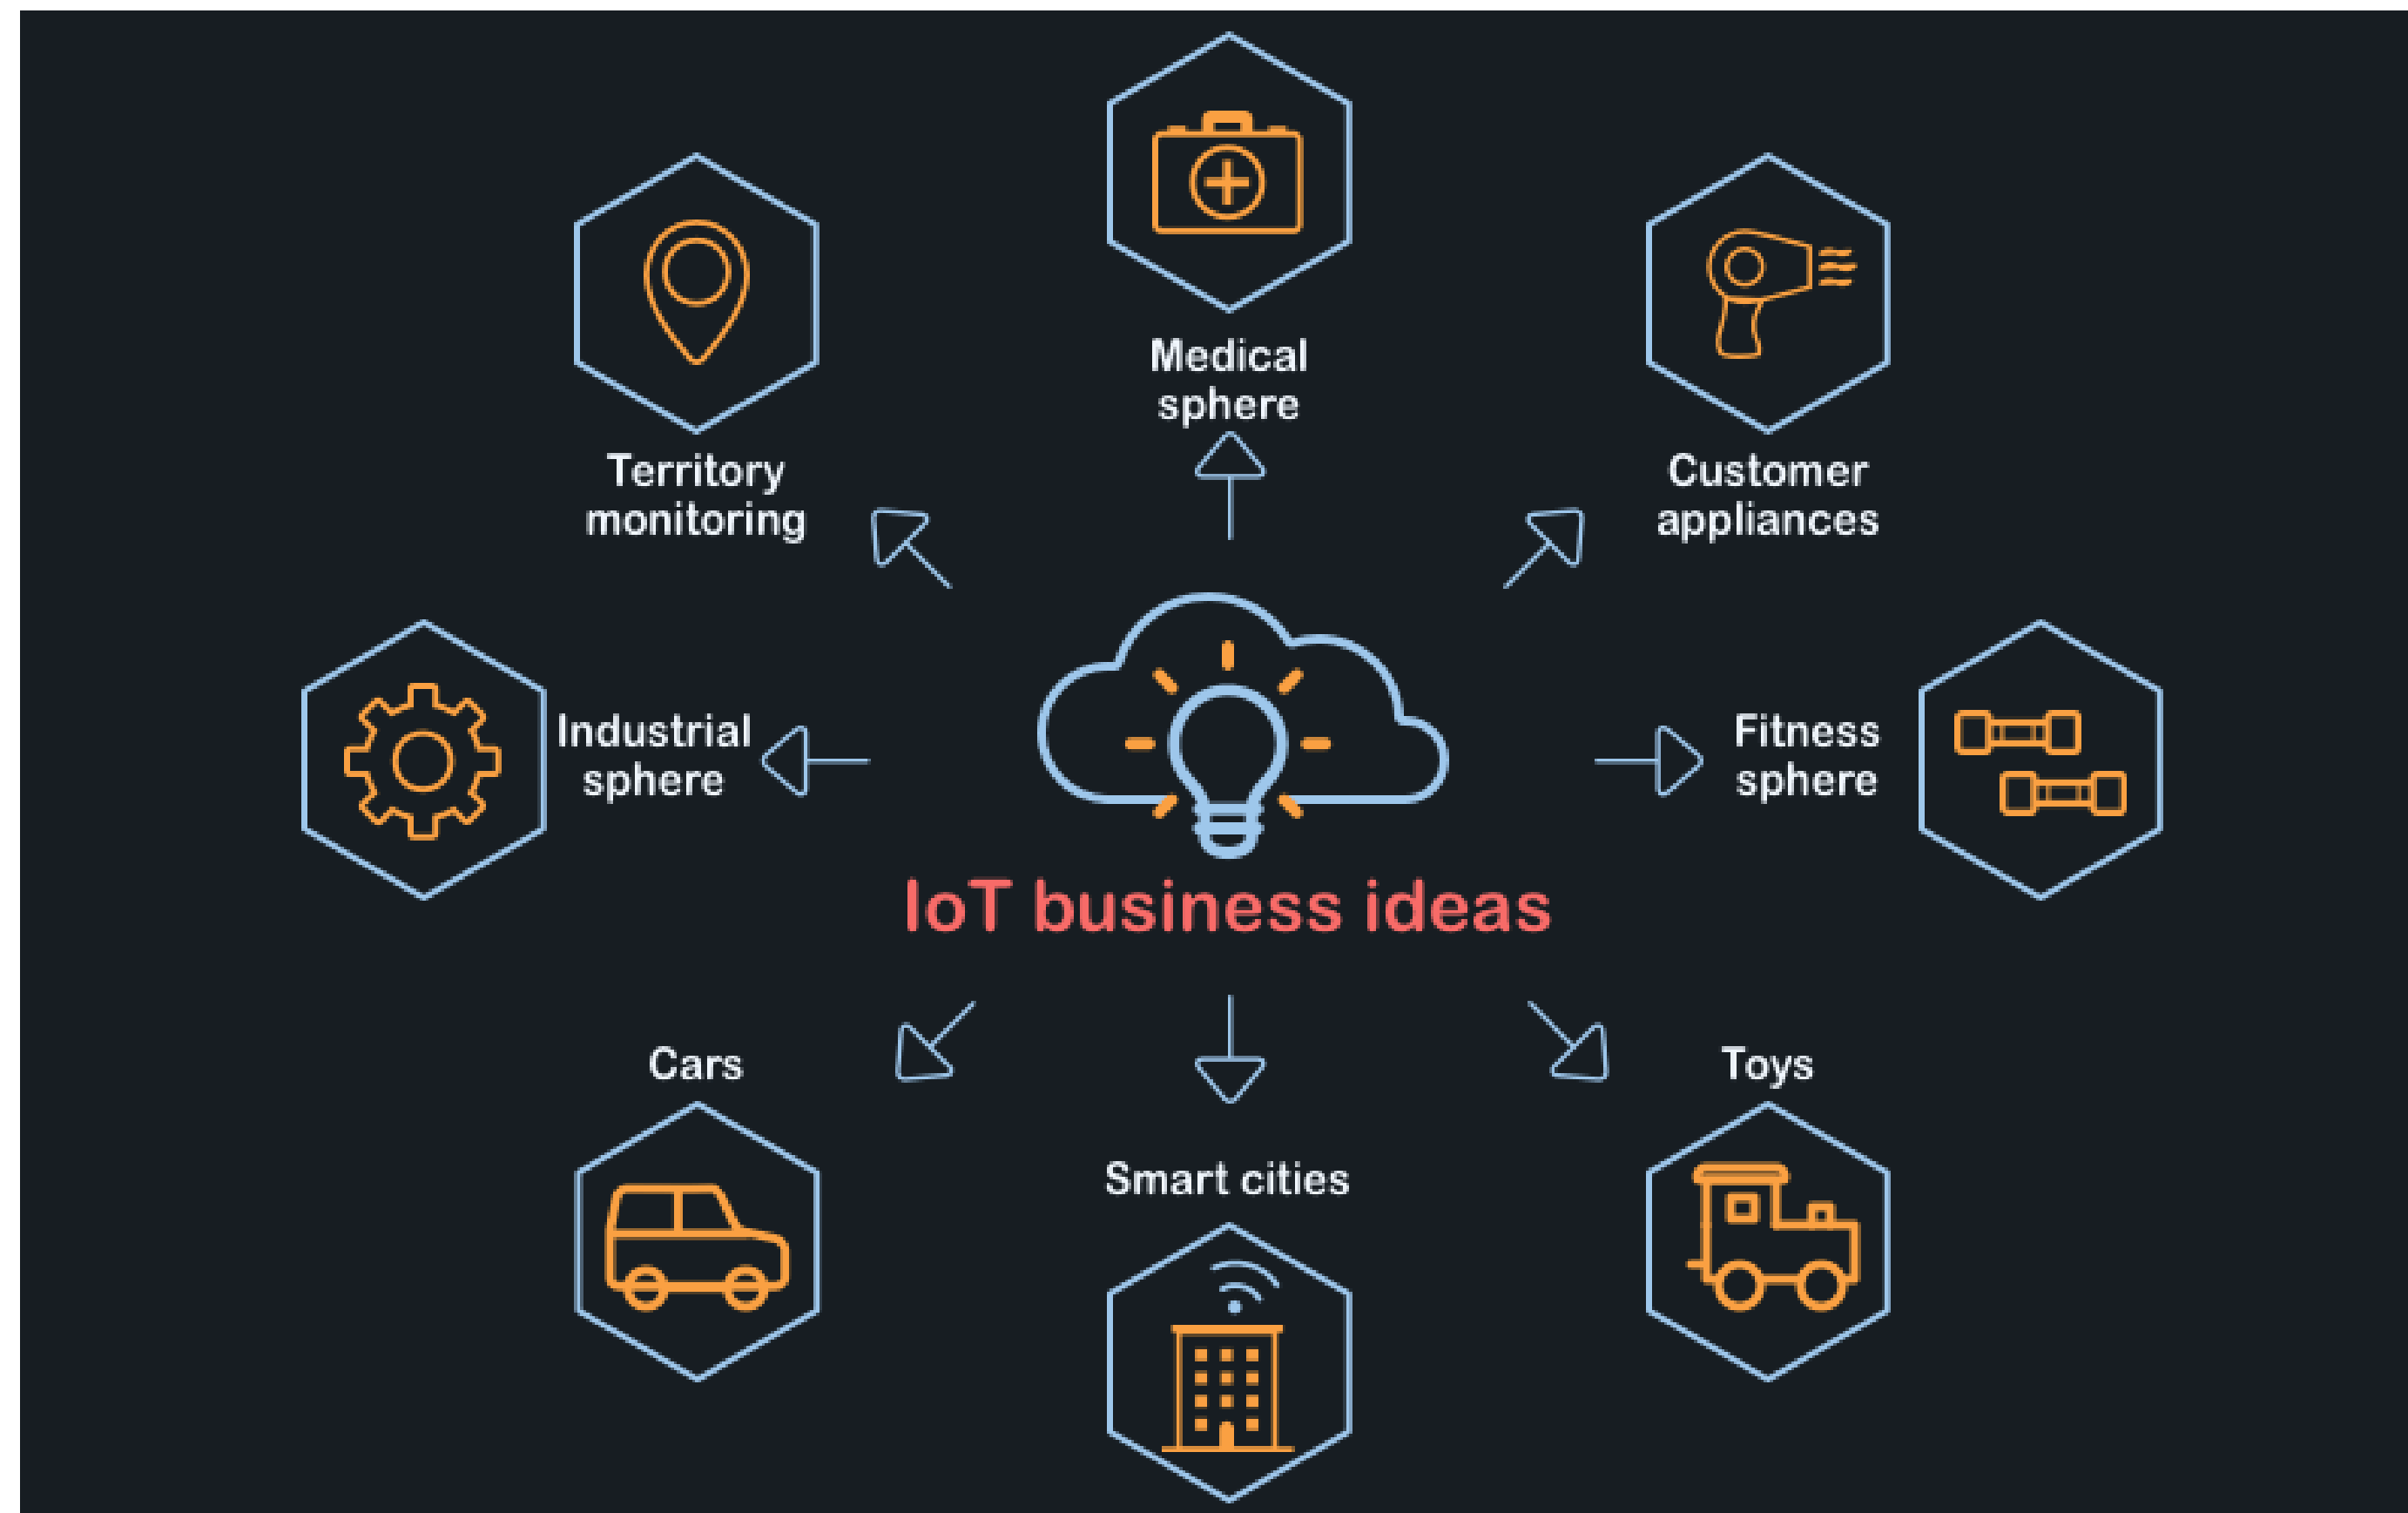 Medical
sphere
Territory
monitoring
Customer
appliances
Industrial
sphere
Fitness
sphere
IoT business ideas
Cars
Toys
Smart cities